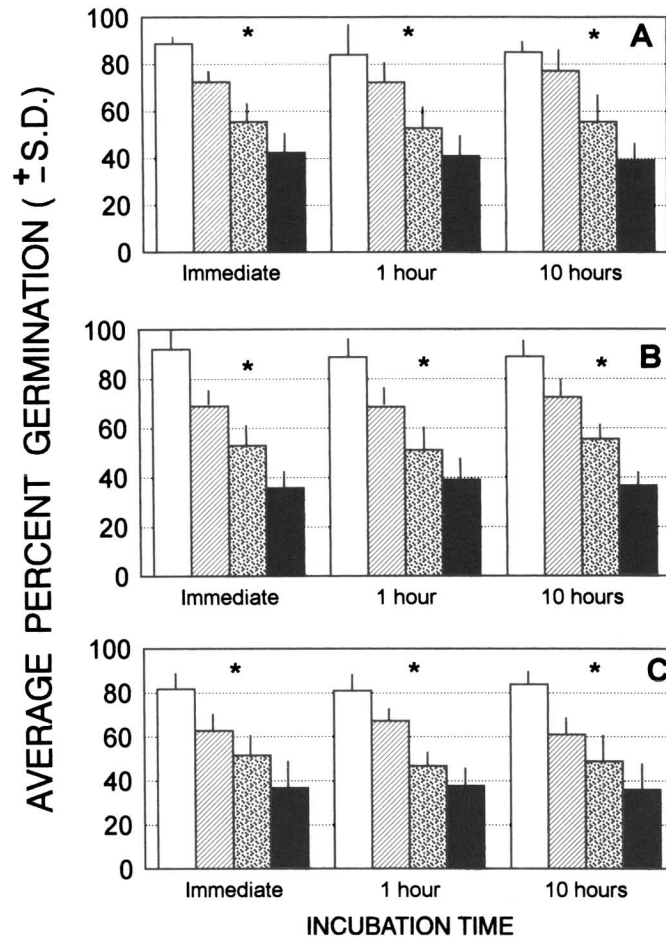 AVERAGE PERCENT GERMINATION ( ± S.D.)
100
80
60
40
20
0
* * *
A
Immediate 1 hour 10 hours
100
80
60
40
20
0
* * *
B
Immediate 1 hour 10 hours
100
80
60
40
20
0
* * *
C
Immediate 1 hour 10 hours
INCUBATION TIME